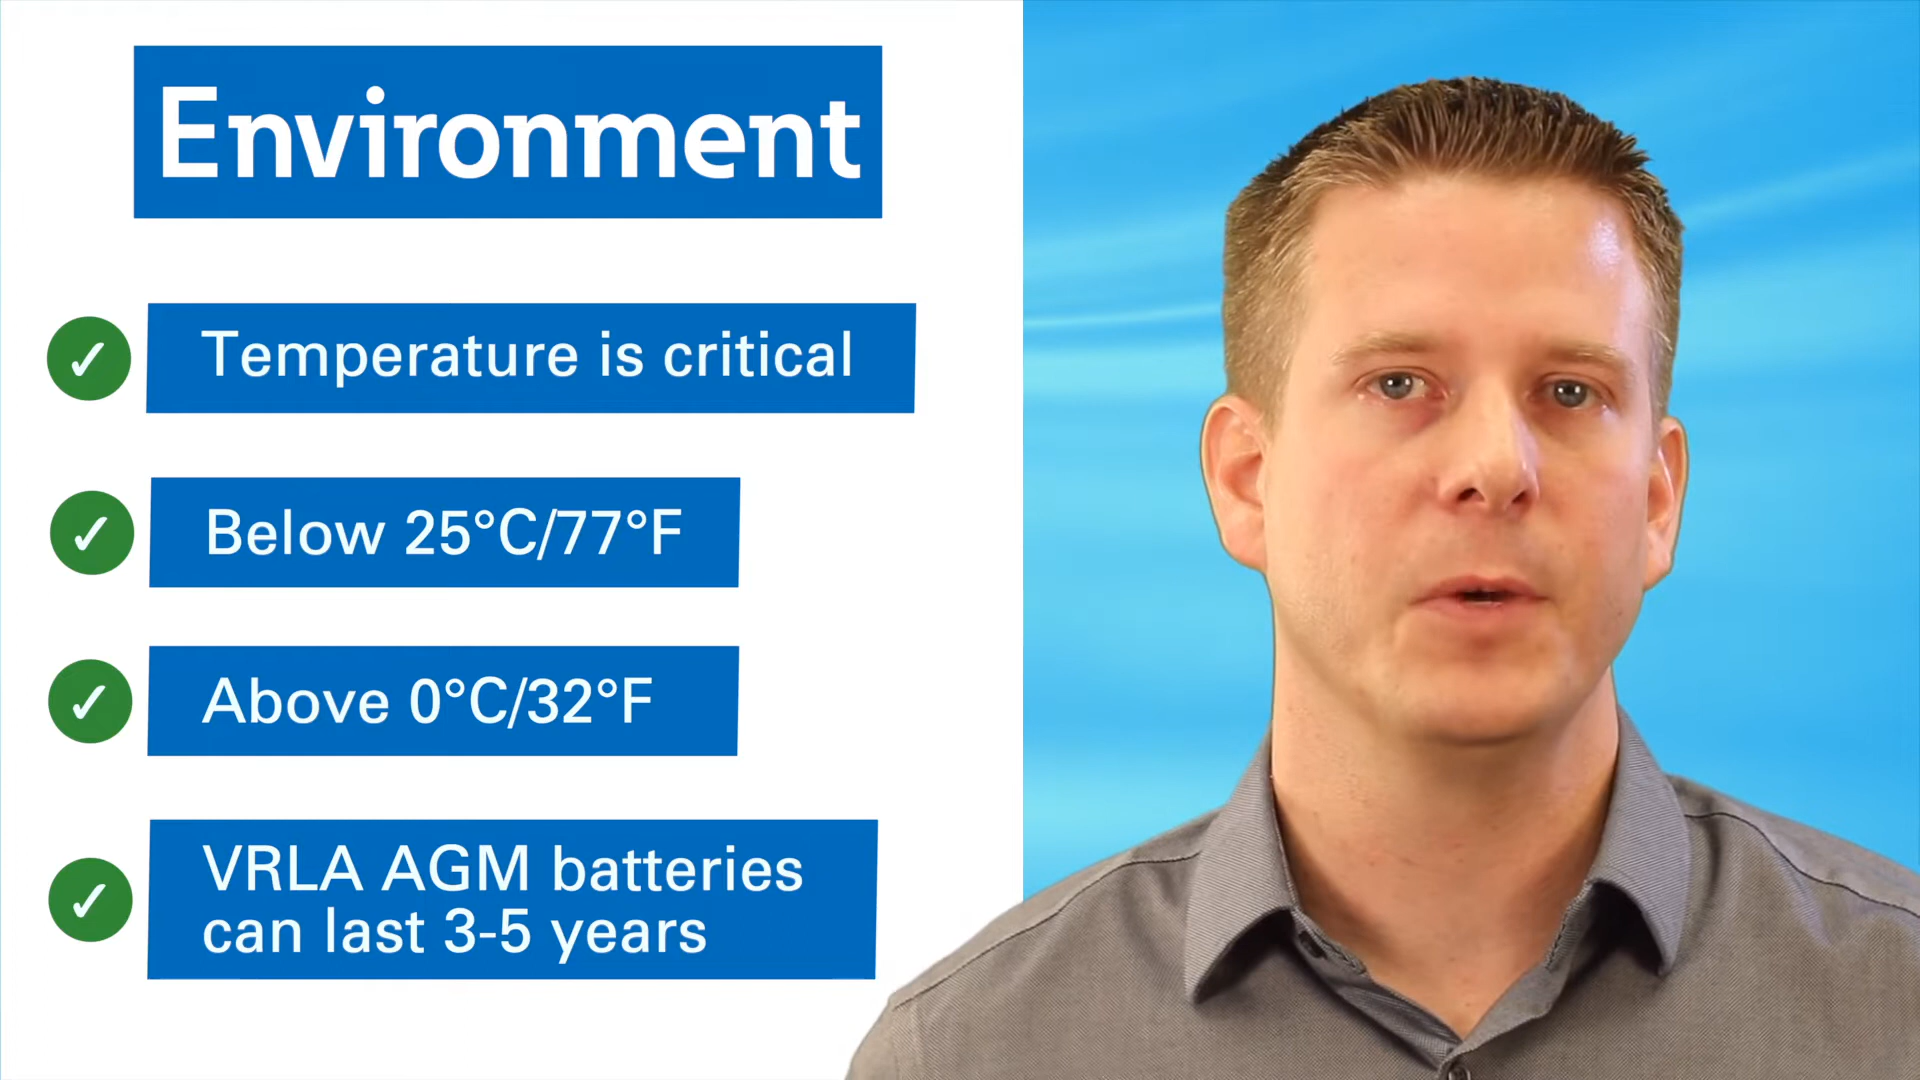 Environment
Temperature is critical
Below 25°C/77°F
Above 0°C/32°F
VRLA AGM batteries
can last 3-5 years